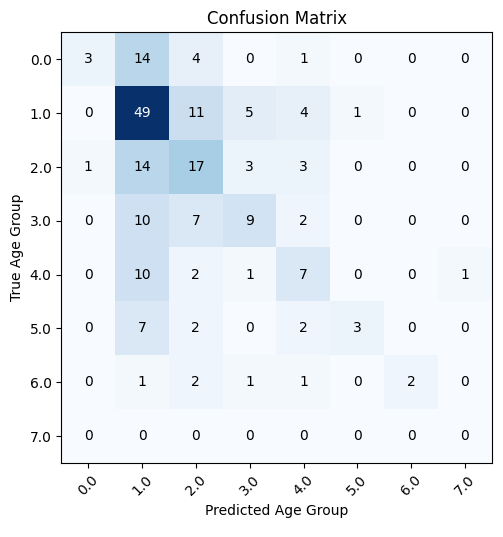 Confusion Matrix
True Age Group
0.0 3 14 4 0 1 0 0 0
1.0 0 49 11 5 4 1 0 0
2.0 1 14 17 3 3 0 0 0
3.0 0 10 7 9 2 0 0 0
4.0 0 10 2 1 7 0 0 1
5.0 0 7 2 0 2 3 0 0
6.0 0 1 2 1 1 0 2 0
7.0 0 0 0 0 0 0 0 0
0.0 1.0 2.0 3.0 4.0 5.0 6.0 7.0
Predicted Age Group